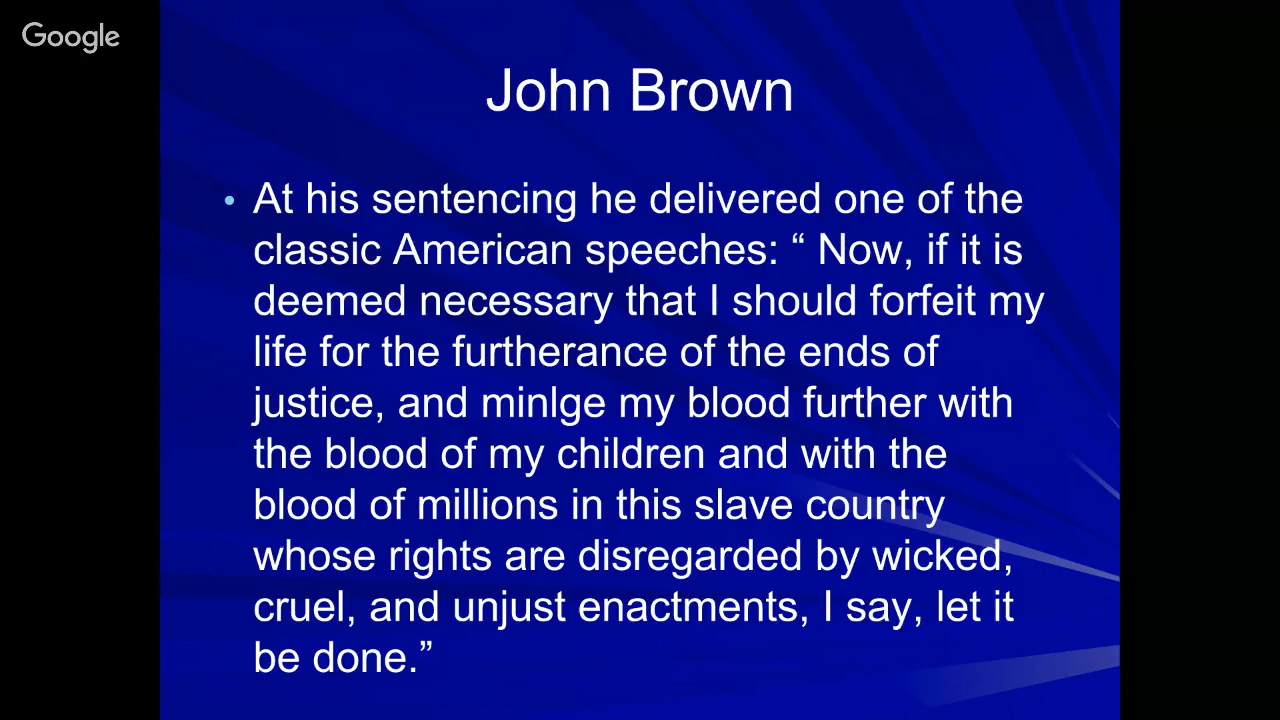 Google
John Brown
• At his sentencing he delivered one of the
classic American speeches: “ Now, if it is
deemed necessary that I should forfeit my
life for the furtherance of the ends of
justice, and minlge my blood further with
the blood of my children and with the
blood of millions in this slave country
whose rights are disregarded by wicked,
cruel, and unjust enactments, I say, let it
be done.”